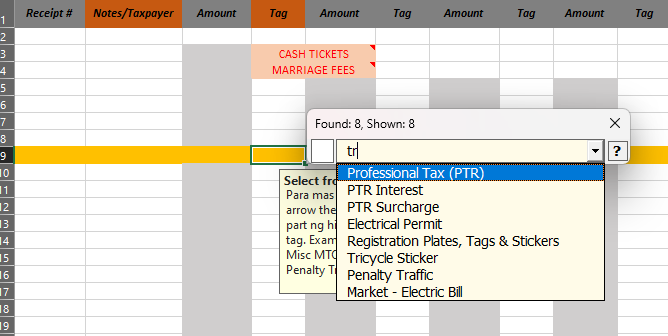 1 Receipt # Notes/Taxpayer Amount Tag Amount Tag Amount Tag Amount Tag
2
3 CASH TICKETS
4 MARRIAGE FEES
5
6
7
8
Found: 8, Shown: 8
9
tr
?
10
11
12
13
14
15
16
17
18
19
Select fro
Para mas
arrow the
part ng hi
tag. Exam
Misc MTO
Penalty Tr
Professional Tax (PTR)
PTR Interest
PTR Surcharge
Electrical Permit
Registration Plates, Tags & Stickers
Tricycle Sticker
Penalty Traffic
Market - Electric Bill